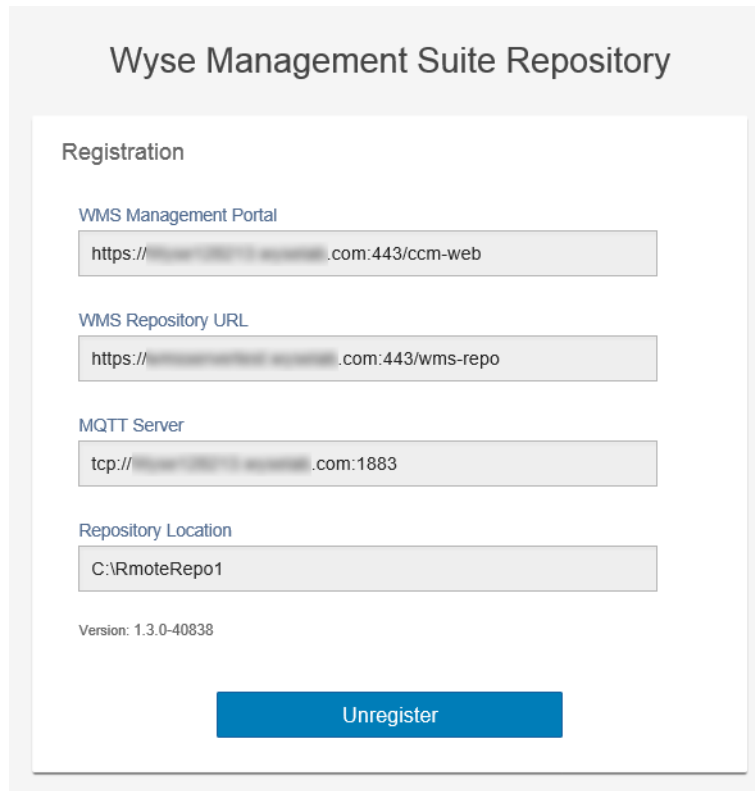 Wyse Management Suite Repository
Registration
WMS Management Portal
https:// .com:443/ccm-web
WMS Repository URL
https:// .com:443/wms-repo
MQTT Server
tcp:// .com:1883
Repository Location
C:\RmoteRepo1
Version: 1.3.0-40838
Unregister